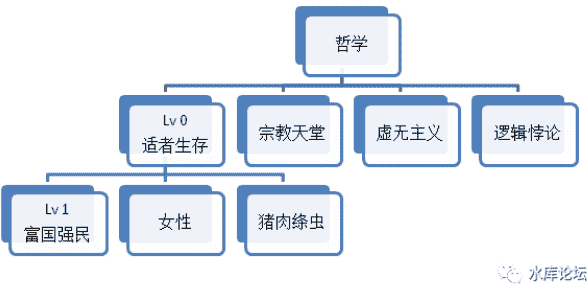 哲学
Lv 0
适者生存
宗教天堂
虚无主义
逻辑悖论
Lv 1
富国强民
女性
猪肉绦虫
水库论坛